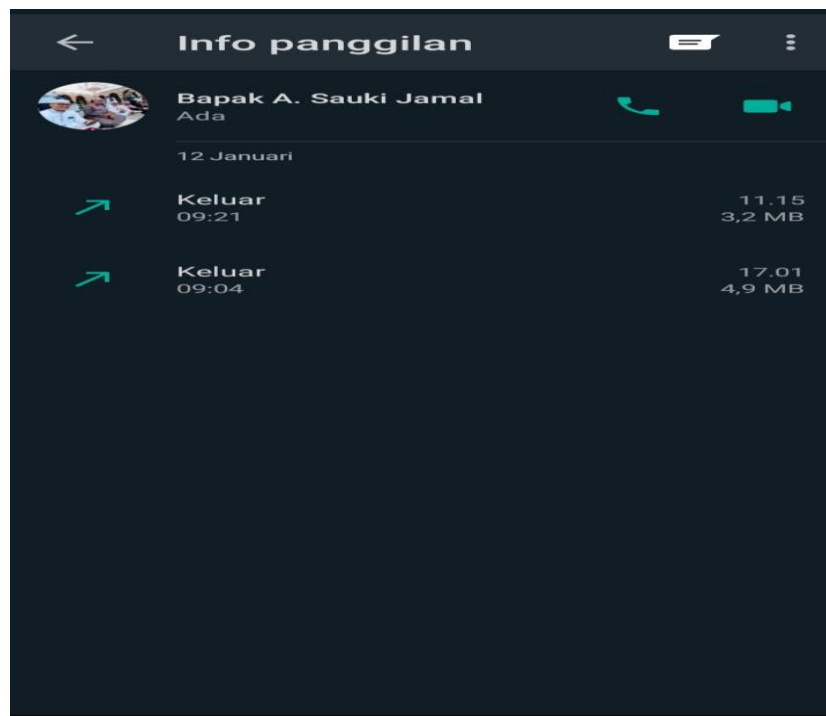 Info panggilan
Bapak A. Sauki Jamal
Ada
12 Januari
Keluar 11.15
09:21 3,2 MB
Keluar 17.01
09:04 4,9 MB